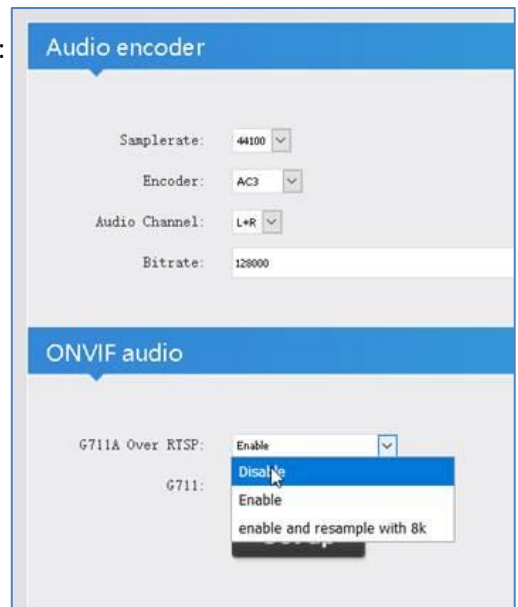 :
Audio encoder
Samplerate: 44100
Encoder: AC3
Audio Channel: L+R
Bitrate: 128000
ONVIF audio
G711A Over RTSP: Enable
Disable
G711:
Enable
enable and resample with 8k